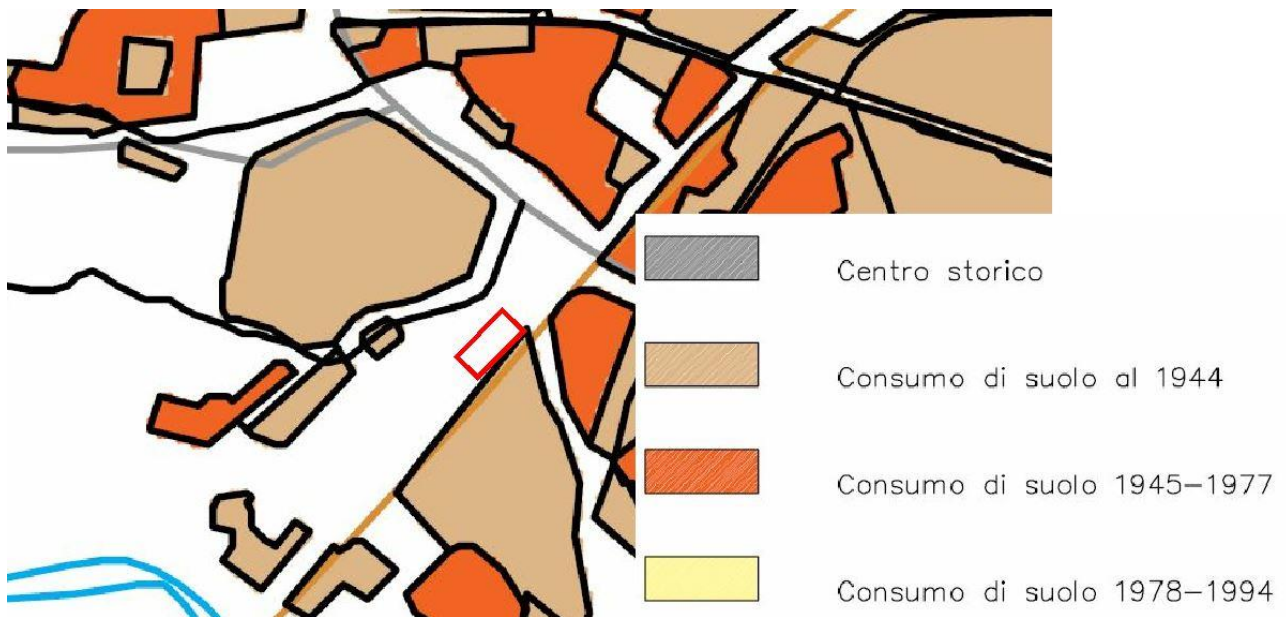 Centro storico
Consumo di suolo al 1944
Consumo di suolo 1945–1977
Consumo di suolo 1978–1994